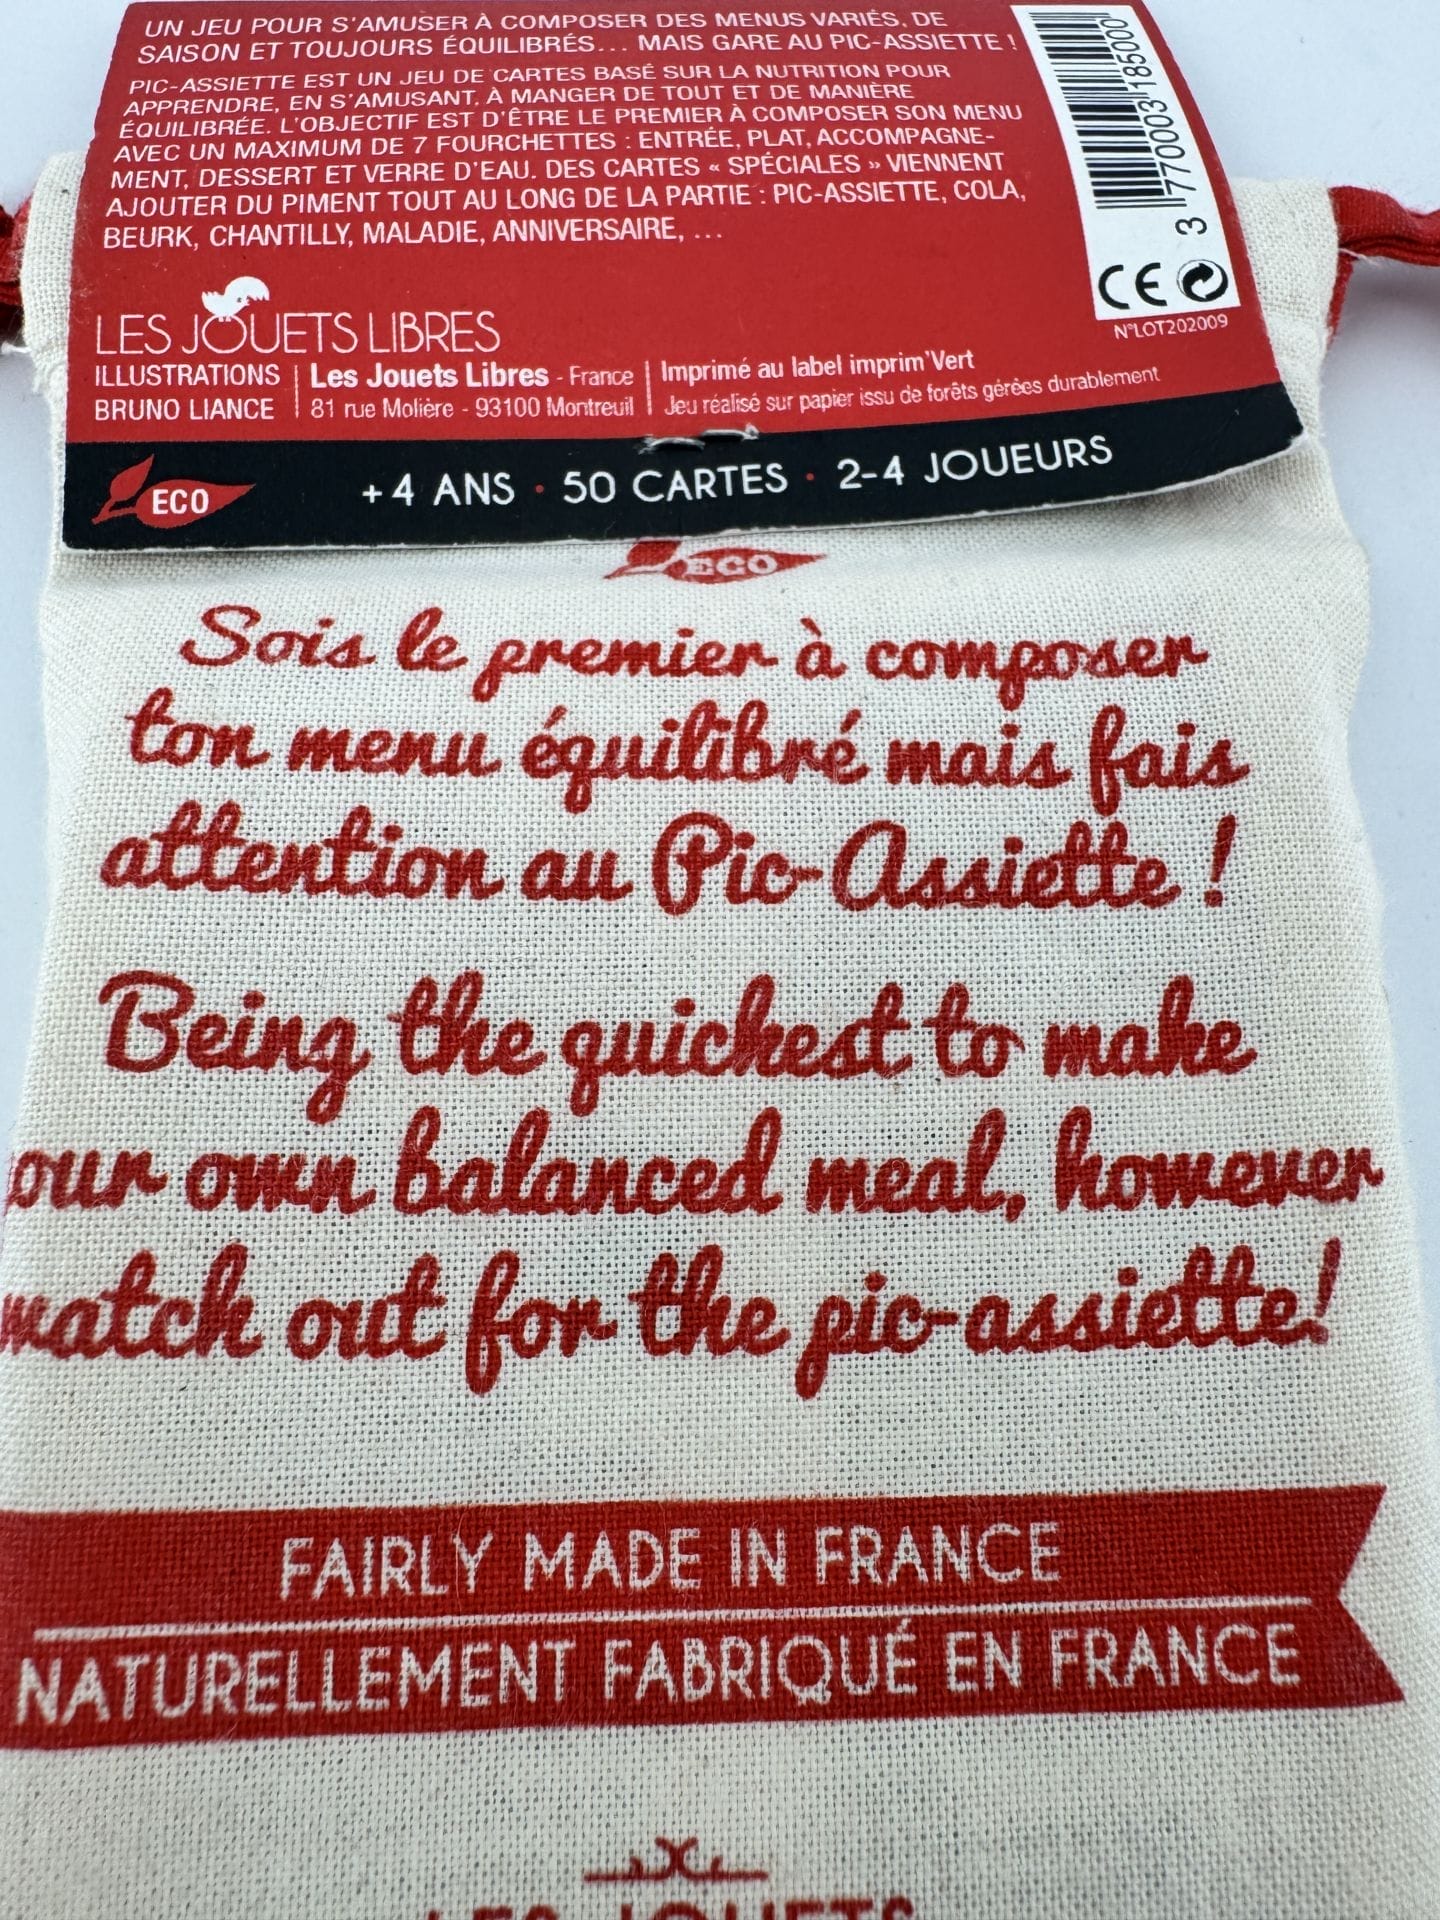 UN JEU POUR S'AMUSER À COMPOSER DES MENUS VARIÉS, DE
SAISON ET TOUJOURS ÉQUILIBRÉS... MAIS GARE AU PIC-ASSIETTE !
PIC-ASSIETTE EST UN JEU DE CARTES BASÉ SUR LA NUTRITION POUR
APPRENDRE, EN S'AMUSANT, À MANGER DE TOUT ET DE MANIÈRE
ÉQUILIBRÉE. L'OBJECTIF EST D'ÊTRE LE PREMIER À COMPOSER SON MENU
AVEC UN MAXIMUM DE 7 FOURCHETTES : ENTRÉE, PLAT, ACCOMPAGNE-
MENT, DESSERT ET VERRE D'EAU. DES CARTES « SPÉCIALES » VIENNENT
AJOUTER DU PIMENT TOUT AU LONG DE LA PARTIE : PIC-ASSIETTE, COLA,
BEURK, CHANTILLY, MALADIE, ANNIVERSAIRE, ...
3 770003 185000
CE
N°LOT202009
LES JOUETS LIBRES
ILLUSTRATIONS
BRUNO LIANCE
Les Jouets Libres - France
81 rue Molière - 93100 Montreuil
Imprimé au label imprim'Vert
Jeu réalisé sur papier issu de forêts gérées durablement
ECO
+ 4 ANS · 50 CARTES · 2-4 JOUEURS
ECO
Sois le premier à composer
ton menu équilibré mais fais
attention au Pic-Assiette !
Being the quickest to make
our own balanced meal, however
watch out for the pic-assiette!
FAIRLY MADE IN FRANCE
NATURELLEMENT FABRIQUÉ EN FRANCE
LES JOUETS